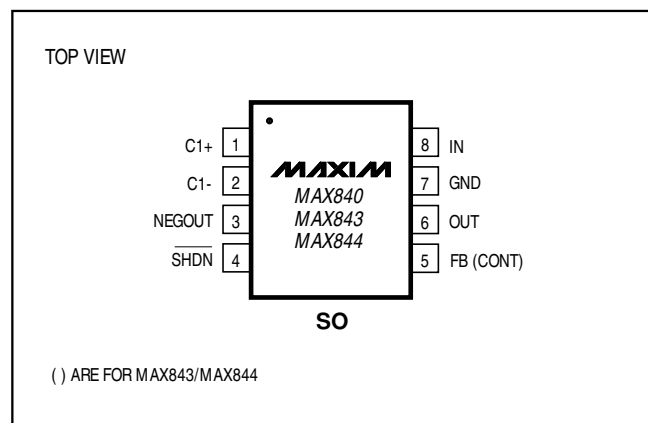 TOP VIEW
C1+ 1
C1- 2
NEGOUT 3
SHDN 4
MAXIM
MAX840
MAX843
MAX844
8 IN
7 GND
6 OUT
5 FB (CONT)
SO
( ) ARE FOR MAX843/MAX844